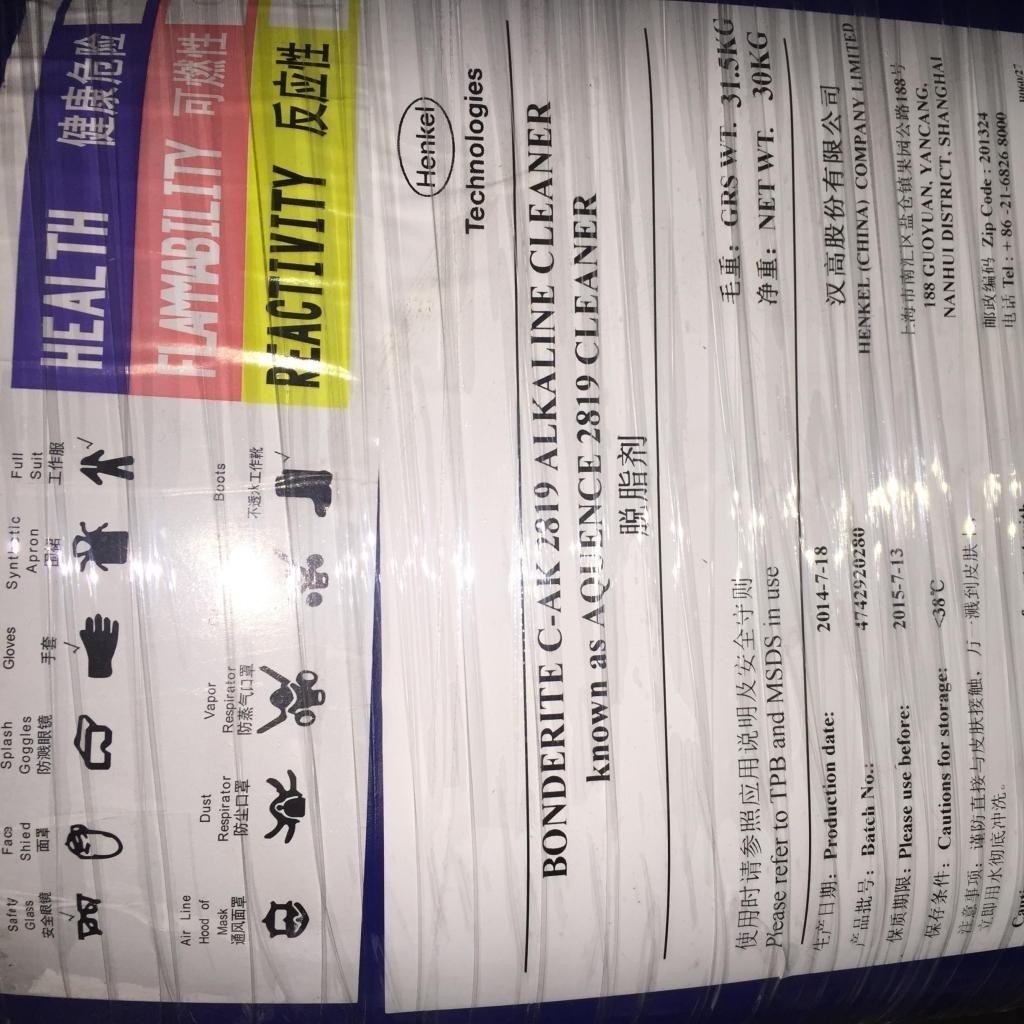 HEALTH 健康危险
FLAMMABILITY 可燃性
REACTIVITY 反应性
Safety Glass
安全眼镜
Face Shied
面罩
Splash Goggles
防溅眼镜
Gloves
手套
Synthetic Apron
Full Suit
工作服
Air Line Hood of Mask
通风面罩
Dust Respirator
防尘口罩
Vapor Respirator
防蒸气口罩
Boots
不透水工作靴
Henkel
Technologies
BONDERITE C-AK 2819 ALKALINE CLEANER
known as AQUENCE 2819 CLEANER
脱脂剂
使用时请参照应用说明及安全守则
Please refer to TPB and MSDS in use
毛重: GRS WT. 31.5KG
净重: NET WT. 30KG
生产日期: Production date: 2014-7-18
产品批号: Batch No.: 4742920280
保质期限: Please use before: 2015-7-13
保存条件: Cautions for storage: <38℃
注意事项: 谨防直接与皮肤接触, 万一溅到皮肤上,
立即用水彻底冲洗。
汉高股份有限公司
HENKEL (CHINA) COMPANY LIMITED
上海市南汇区盐仓镇果园公路188号
188 GUOYUAN, YANCANG,
NANHUI DISTRICT, SHANGHAI
邮政编码 Zip Code: 201324
电话 Tel: +86-21-6826 8000